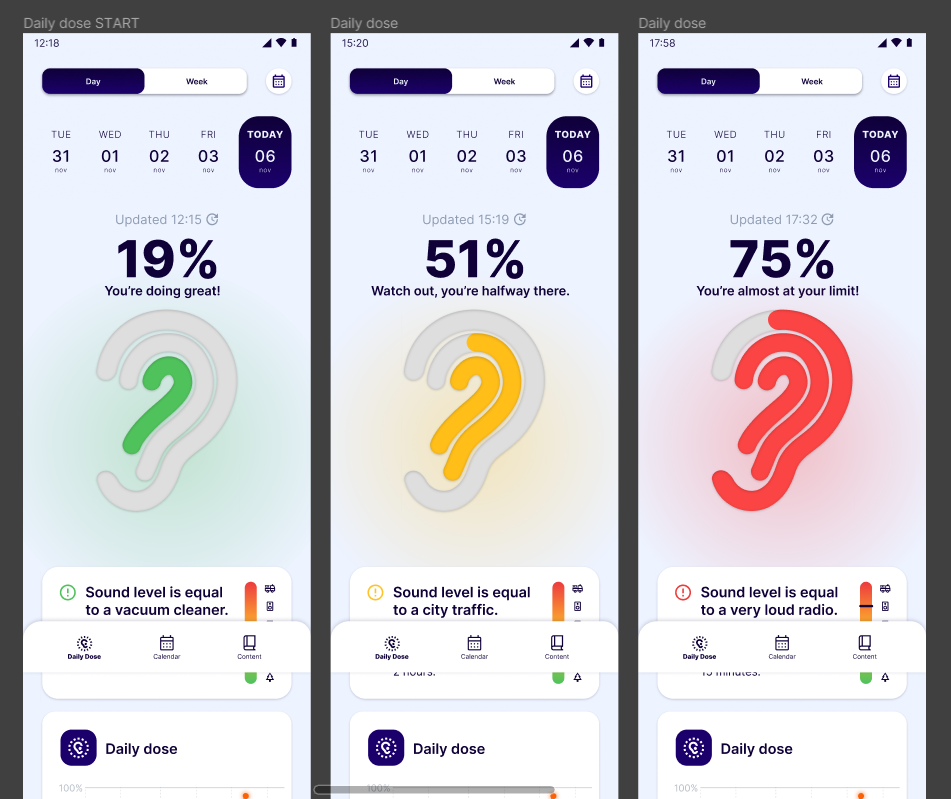 Daily dose START
12:18
Day
Week
TUE
WED
THU
FRI
TODAY
31
01
02
03
06
nov
nov
nov
nov
nov
Updated 12:15
19%
You're doing great!
Sound level is equal
to a vacuum cleaner.
Daily Dose
Calendar
Content
Daily dose
100%
Daily dose
15:20
Day
Week
TUE
WED
THU
FRI
TODAY
31
01
02
03
06
nov
nov
nov
nov
nov
Updated 15:19
51%
Watch out, you're halfway there.
Sound level is equal
to a city traffic.
Daily Dose
Calendar
Content
2 hours.
Daily dose
100%
Daily dose
17:58
Day
Week
TUE
WED
THU
FRI
TODAY
31
01
02
03
06
nov
nov
nov
nov
nov
Updated 17:32
75%
You're almost at your limit!
Sound level is equal
to a very loud radio.
Daily Dose
Calendar
Content
15 minutes.
Daily dose
100%